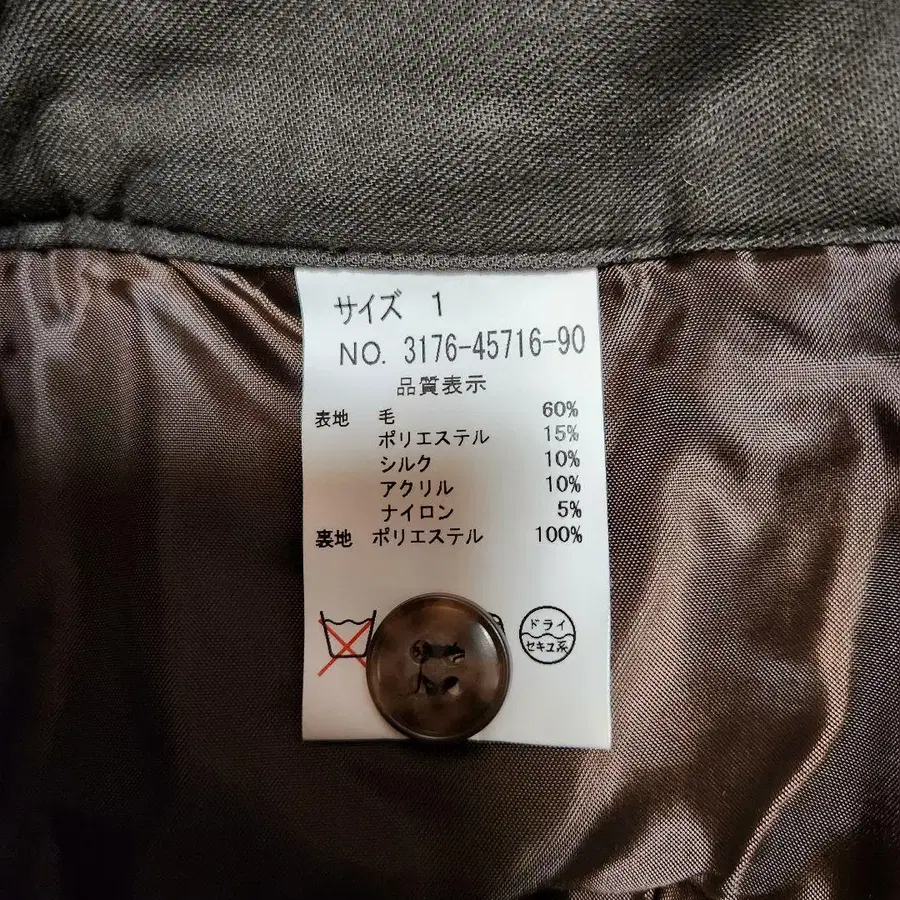 サイズ 1
NO. 3176-45716-90
品質表示
表地 毛 60%
ポリエステル 15%
シルク 10%
アクリル 10%
ナイロン 5%
裏地 ポリエステル 100%
ドライ
セキユ系